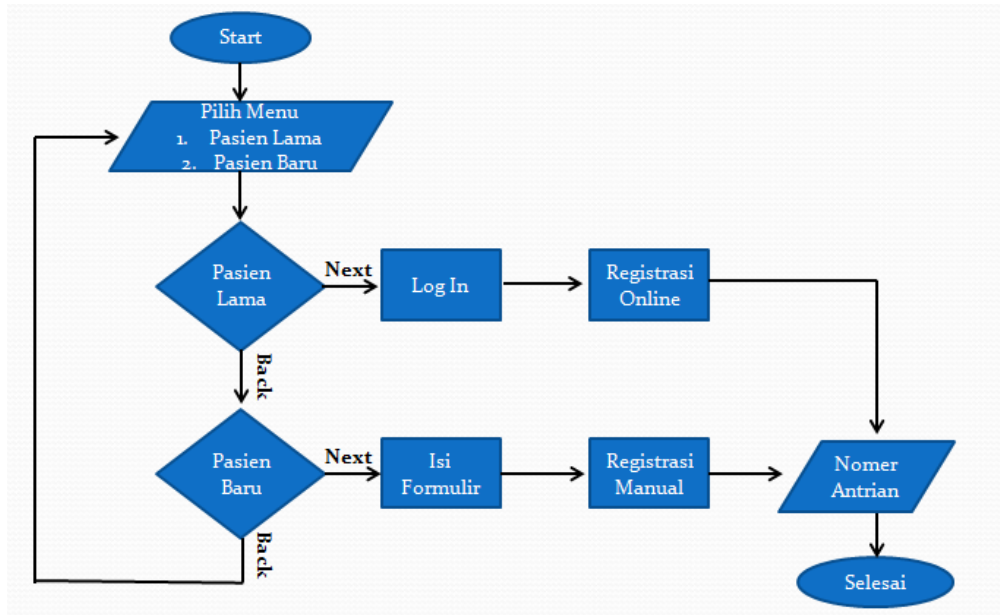 Start
Pilih Menu
1. Pasien Lama
2. Pasien Baru
Pasien
Lama
Next
Log In
Registrasi
Online
Back
Pasien
Baru
Next
Isi
Formulir
Registrasi
Manual
Nomer
Antrian
Back
Selesai